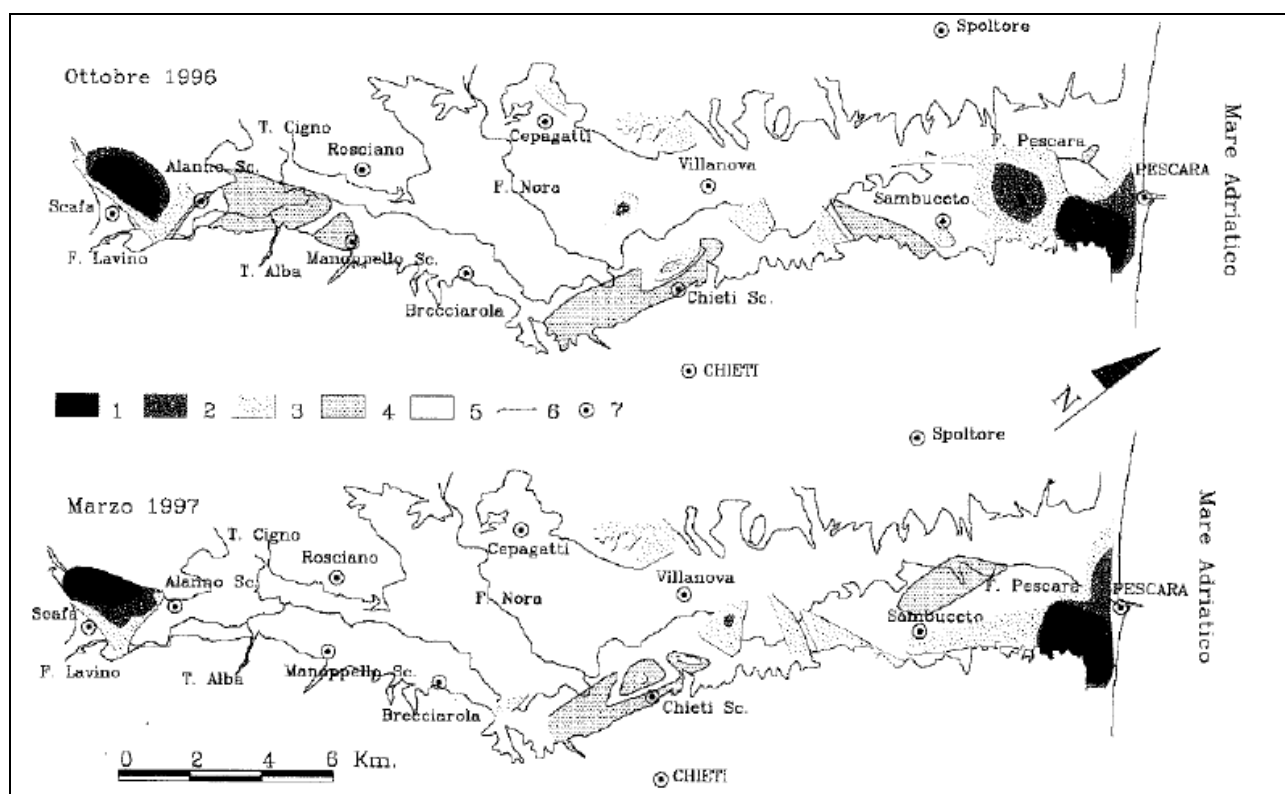 Spoltore
Ottobre 1996
T. Cigno
Cepagatti
F. Pescara
Mare Adriatico
Rosciano
Alanno Sc.
Villanova
PESCARA
F. Nora
Scafa
Sambuceto
F. Lavino
T. Alba
Manoppello Sc.
Brecciarola
Chieti Sc.
CHIETI
1 2 3 4 5 6 7
N
Spoltore
Marzo 1997
Mare Adriatico
T. Cigno
Cepagatti
Rosciano
Villanova
Alanno Sc.
F. Nora
F. Pescara
PESCARA
Scafa
Sambuceto
F. Lavino
T. Alba
Manoppello Sc.
Brecciarola
Chieti Sc.
0 2 4 6 Km.
CHIETI